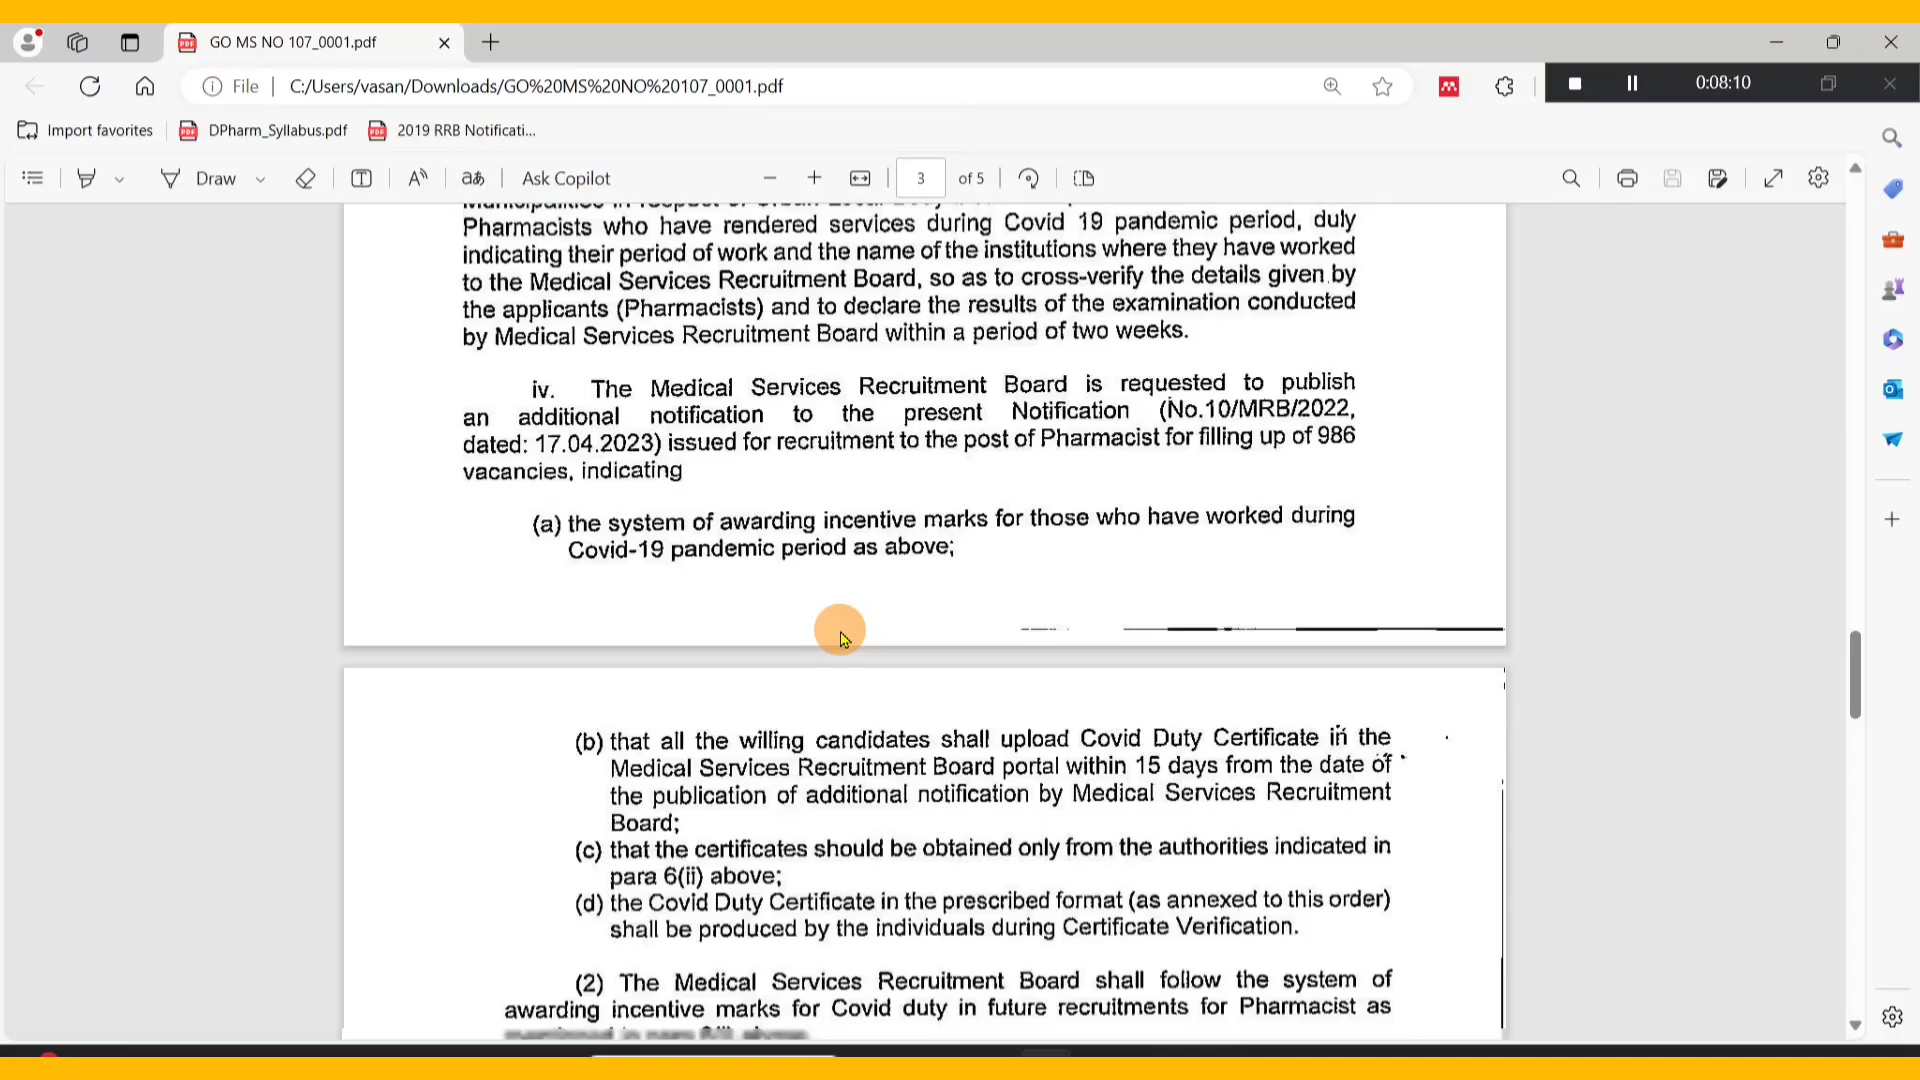 GO MS NO 107_0001.pdf
File
C:/Users/vasan/Downloads/GO%20MS%20NO%20107_0001.pdf
0:08:10
Import favorites
DPharm_Syllabus.pdf
2019 RRB Notificati...
Draw
Ask Copilot
3 of 5
Pharmacists who have rendered services during Covid 19 pandemic period, duly
indicating their period of work and the name of the institutions where they have worked
to the Medical Services Recruitment Board, so as to cross-verify the details given by
the applicants (Pharmacists) and to declare the results of the examination conducted
by Medical Services Recruitment Board within a period of two weeks.
iv. The Medical Services Recruitment Board is requested to publish
an additional notification to the present Notification (No.10/MRB/2022,
dated: 17.04.2023) issued for recruitment to the post of Pharmacist for filling up of 986
vacancies, indicating
(a) the system of awarding incentive marks for those who have worked during
Covid-19 pandemic period as above;
(b) that all the willing candidates shall upload Covid Duty Certificate in the
Medical Services Recruitment Board portal within 15 days from the date of
the publication of additional notification by Medical Services Recruitment
Board;
(c) that the certificates should be obtained only from the authorities indicated in
para 6(ii) above;
(d) the Covid Duty Certificate in the prescribed format (as annexed to this order)
shall be produced by the individuals during Certificate Verification.
(2) The Medical Services Recruitment Board shall follow the system of
awarding incentive marks for Covid duty in future recruitments for Pharmacist as